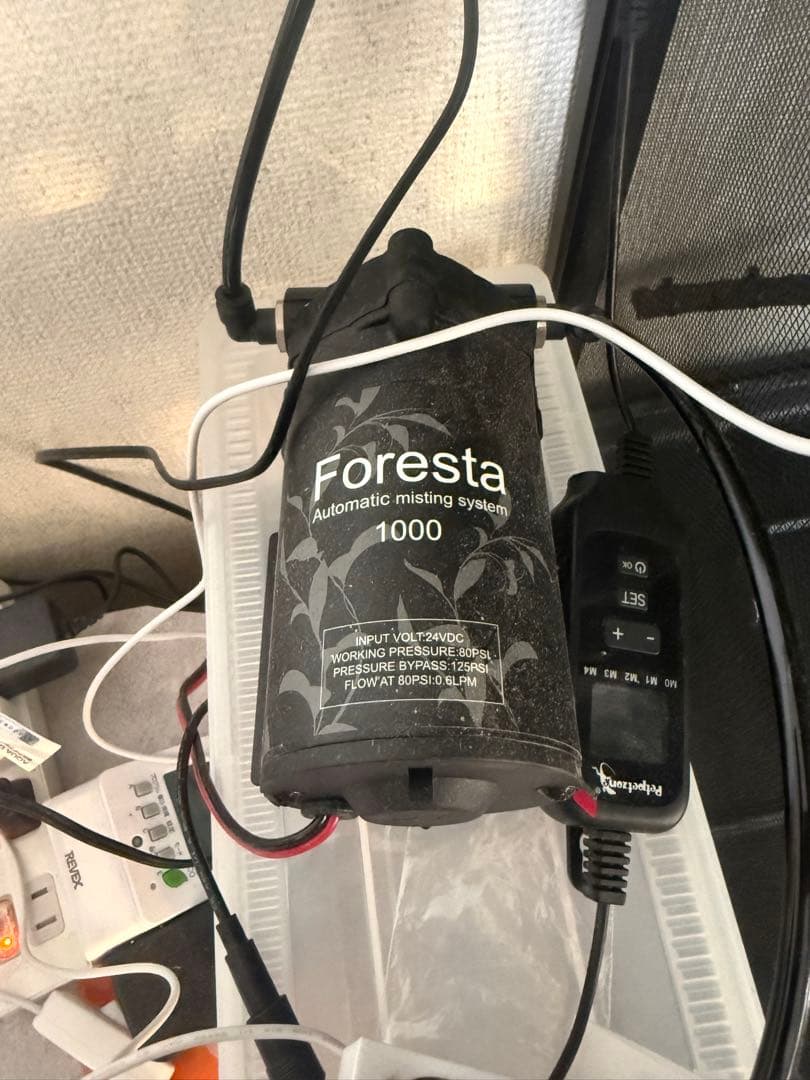 Foresta
Automatic misting system
1000
INPUT VOLT:24VDC
WORKING PRESSURE:80PSI
PRESSURE BYPASS:125PSI
FLOW AT 80PSI:0.6LPM
OK
SET
+ -
M0 M1 M2 M3 M4
Petpetzone
REVEX